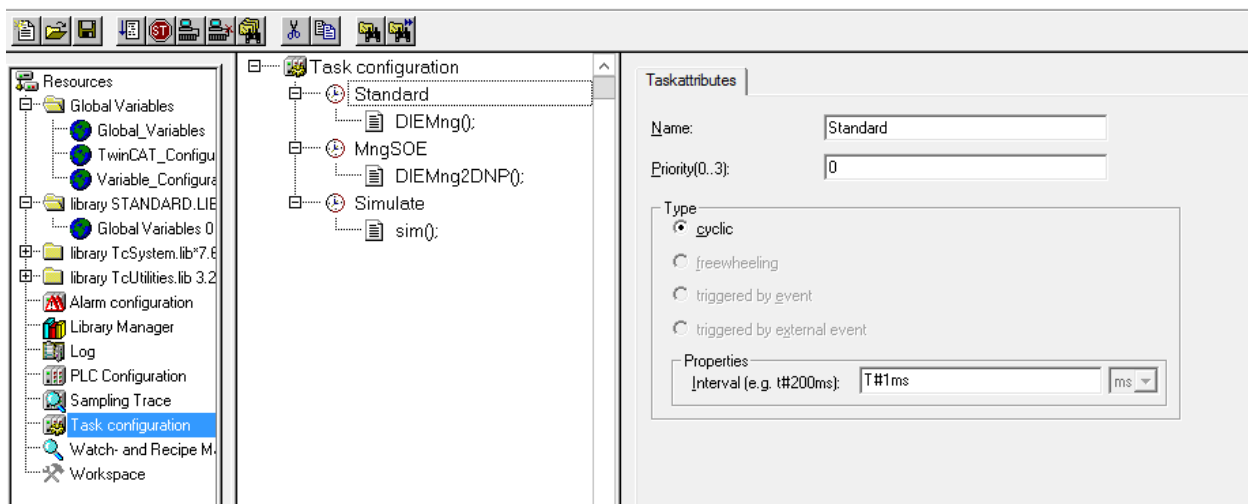 Resources
Global Variables
Global_Variables
TwinCAT_Configu
Variable_Configura
library STANDARD.LIE
Global Variables 0
library TcSystem.lib*7.6
library TcUtilities.lib 3.2
Alarm configuration
Library Manager
Log
PLC Configuration
Sampling Trace
Task configuration
Watch- and Recipe M
Workspace
Task configuration
Standard
DIEMng();
MngSOE
DIEMng2DNP();
Simulate
sim();
Taskattributes
Name: Standard
Priority(0..3): 0
Type
cyclic
freewheeling
triggered by event
triggered by external event
Properties
Interval (e.g. t#200ms): T#1ms ms